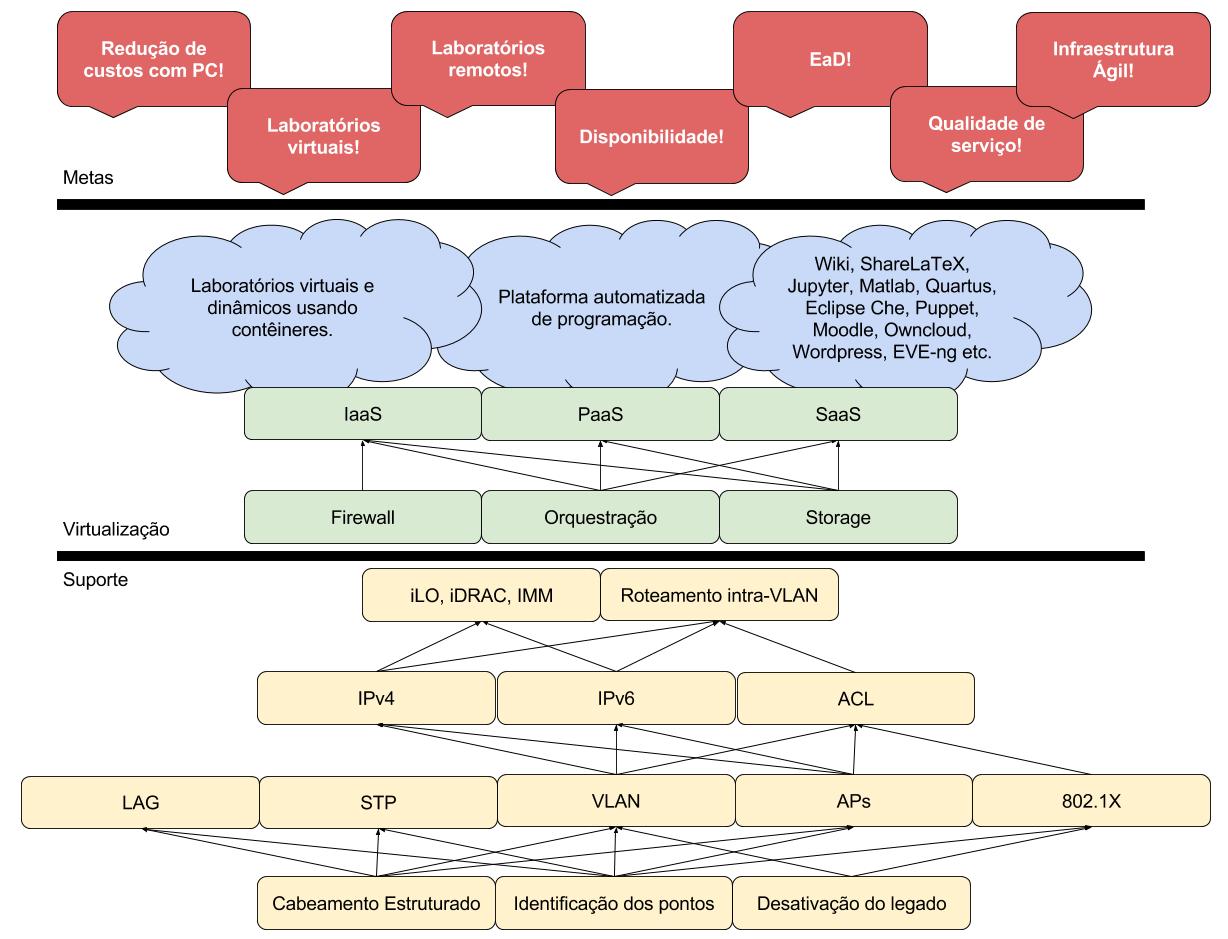 Redução de
custos com PC!
Laboratórios
virtuais!
Laboratórios
remotos!
Disponibilidade!
EaD!
Qualidade de
serviço!
Infraestrutura
Ágil!
Metas
Laboratórios virtuais e
dinâmicos usando
contêineres.
Plataforma automatizada
de programação.
Wiki, ShareLaTeX,
Jupyter, Matlab, Quartus,
Eclipse Che, Puppet,
Moodle, Owncloud,
Wordpress, EVE-ng etc.
IaaS
PaaS
SaaS
Firewall
Orquestração
Storage
Virtualização
Suporte
iLO, iDRAC, IMM
Roteamento intra-VLAN
IPv4
IPv6
ACL
LAG
STP
VLAN
APs
802.1X
Cabeamento Estruturado
Identificação dos pontos
Desativação do legado